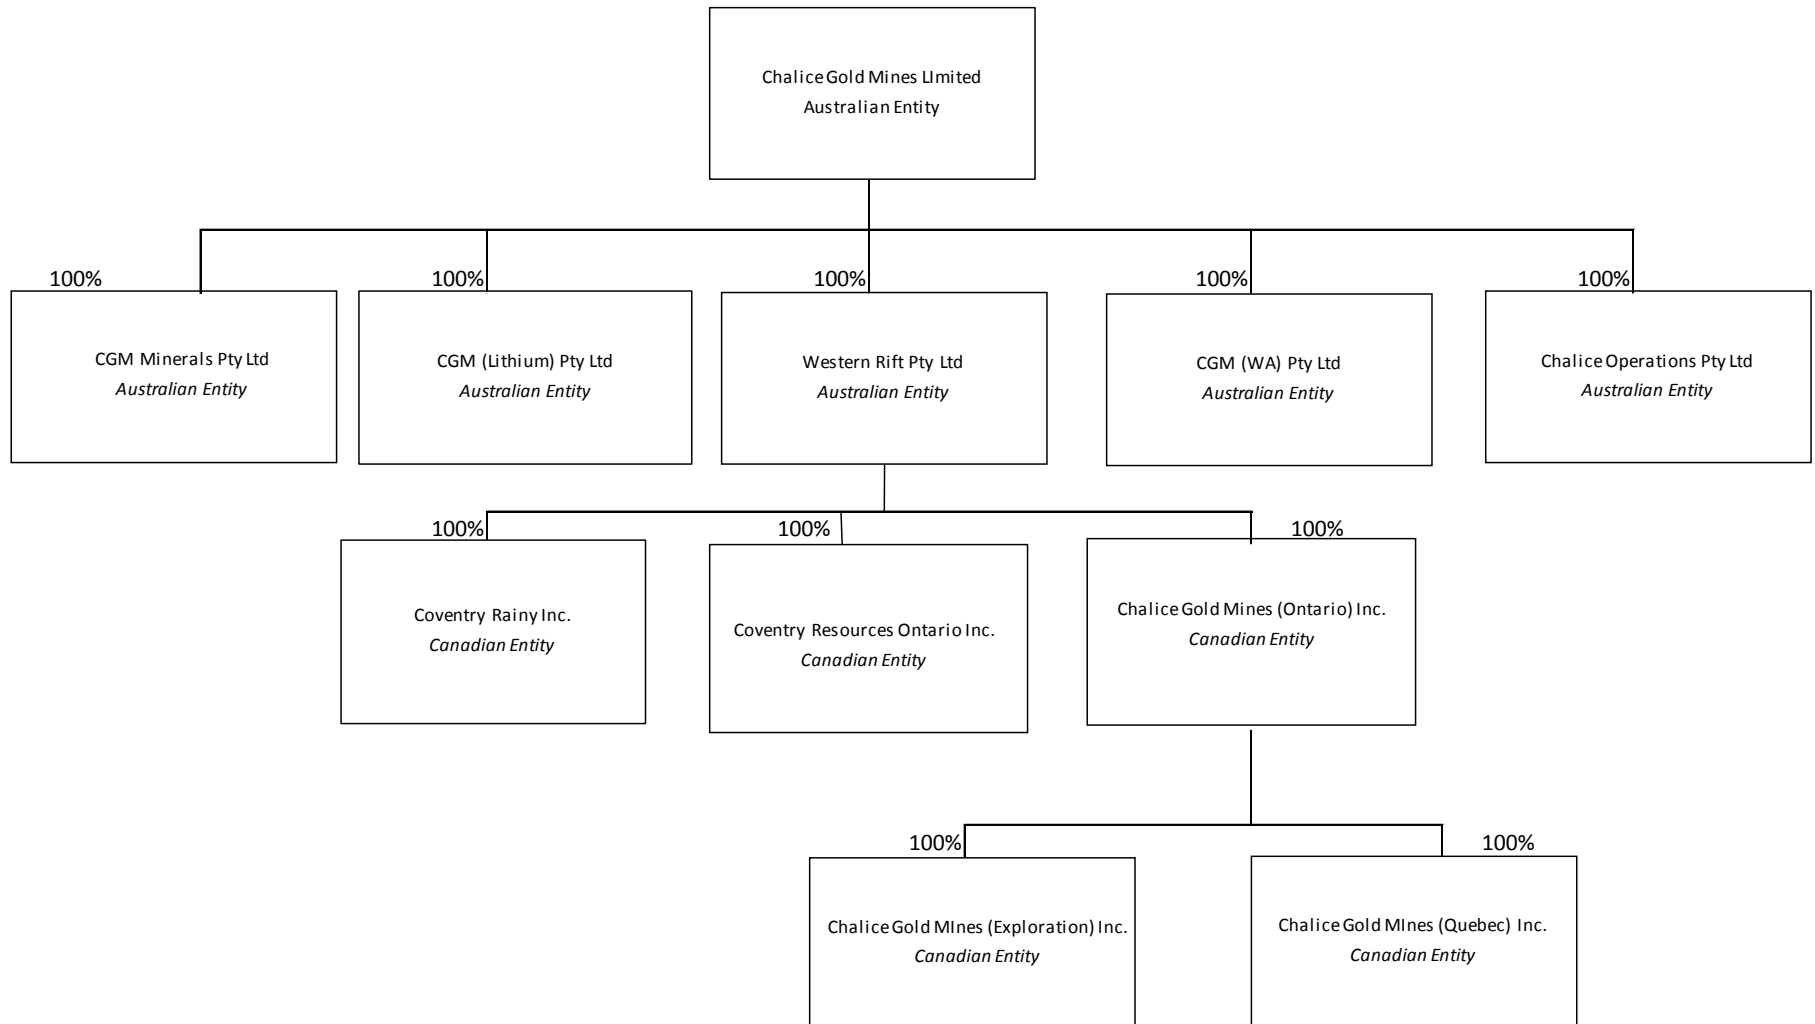 Chalice Gold Mines LImited
Australian Entity
100%
100%
100%
100%
100%
CGM Minerals Pty Ltd
Australian Entity
CGM (Lithium) Pty Ltd
Australian Entity
Western Rift Pty Ltd
Australian Entity
CGM (WA) Pty Ltd
Australian Entity
Chalice Operations Pty Ltd
Australian Entity
100%
100%
100%
Coventry Rainy Inc.
Canadian Entity
Coventry Resources Ontario Inc.
Canadian Entity
Chalice Gold Mines (Ontario) Inc.
Canadian Entity
100%
100%
Chalice Gold MInes (Exploration) Inc.
Canadian Entity
Chalice Gold MInes (Quebec) Inc.
Canadian Entity